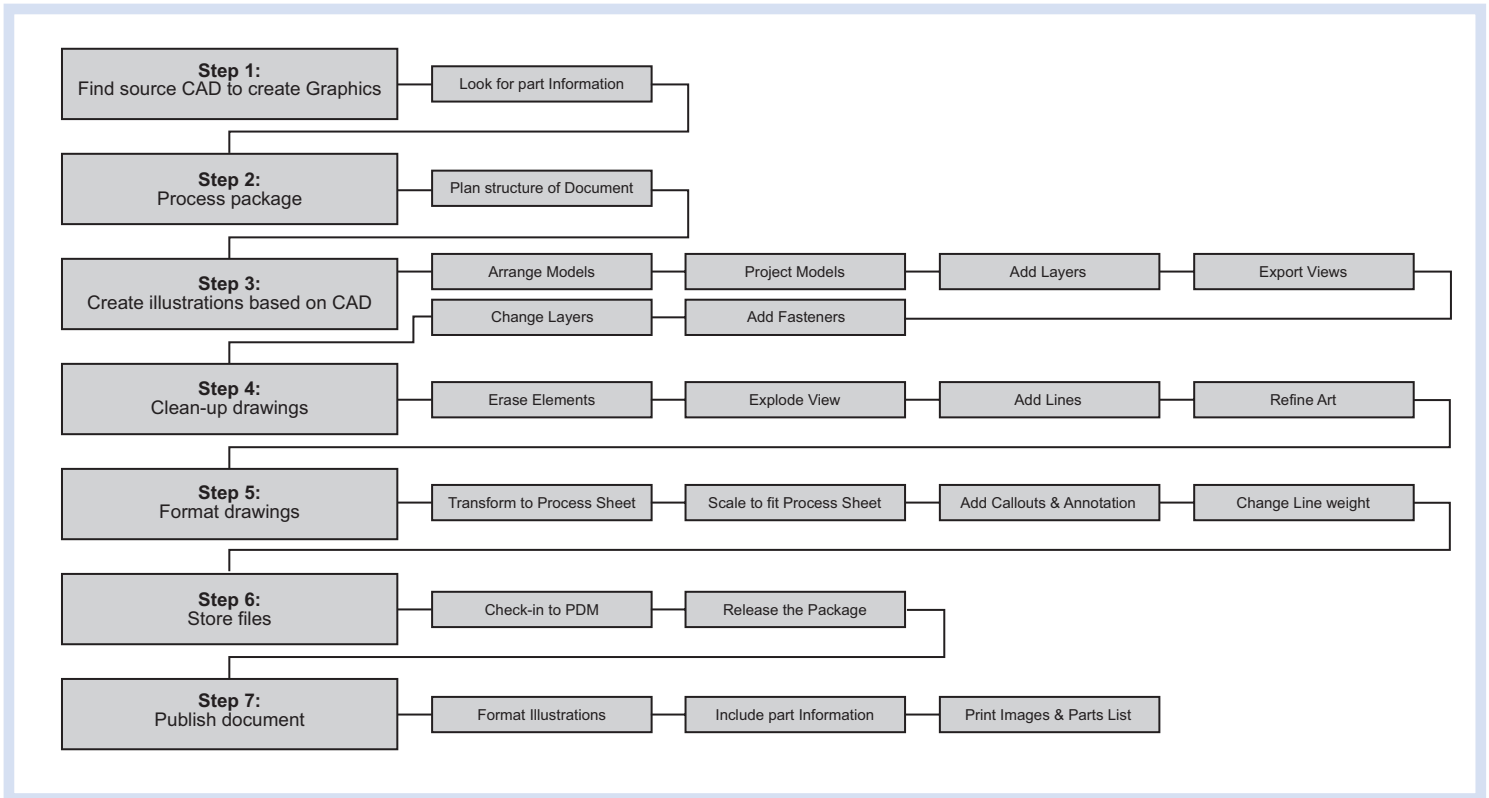 Step 1:
Find source CAD to create Graphics
Look for part Information
Step 2:
Process package
Plan structure of Document
Step 3:
Create illustrations based on CAD
Arrange Models
Project Models
Add Layers
Export Views
Change Layers
Add Fasteners
Step 4:
Clean-up drawings
Erase Elements
Explode View
Add Lines
Refine Art
Step 5:
Format drawings
Transform to Process Sheet
Scale to fit Process Sheet
Add Callouts & Annotation
Change Line weight
Step 6:
Store files
Check-in to PDM
Release the Package
Step 7:
Publish document
Format Illustrations
Include part Information
Print Images & Parts List